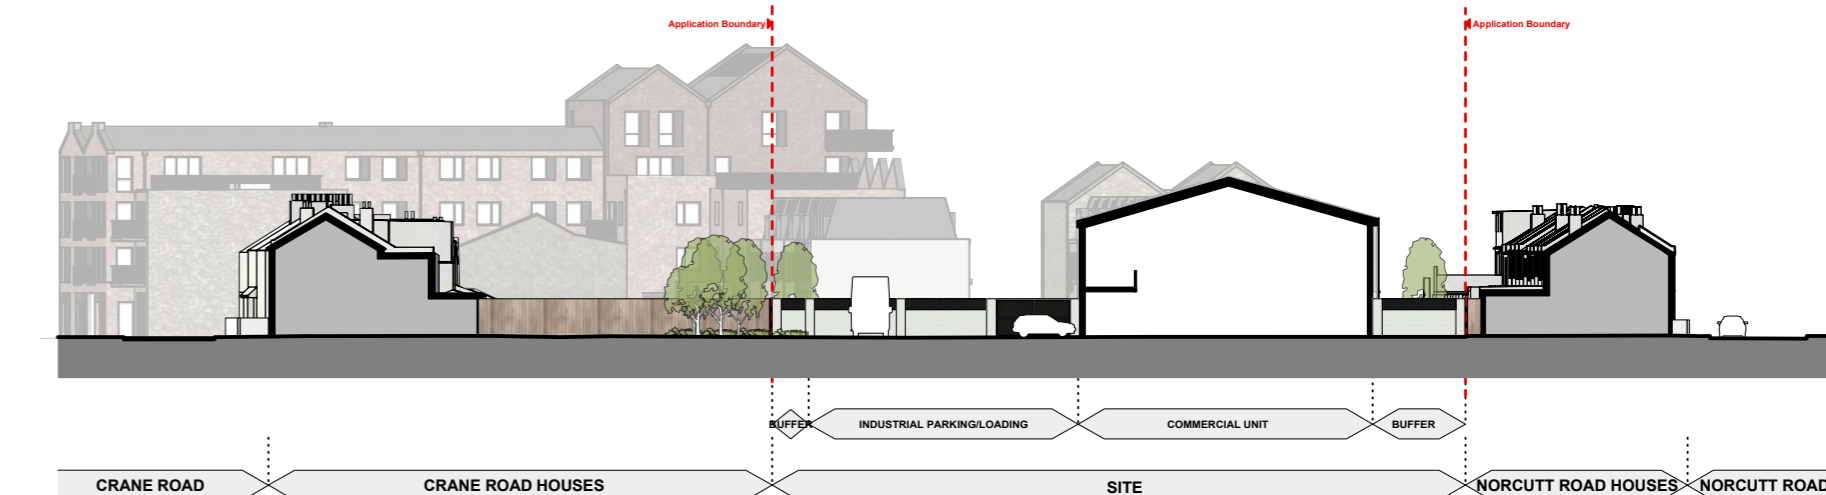 Application Boundary
Application Boundary
BUFFER
INDUSTRIAL PARKING/LOADING
COMMERCIAL UNIT
BUFFER
CRANE ROAD
CRANE ROAD HOUSES
SITE
NORCUTT ROAD HOUSES
NORCUTT ROAD